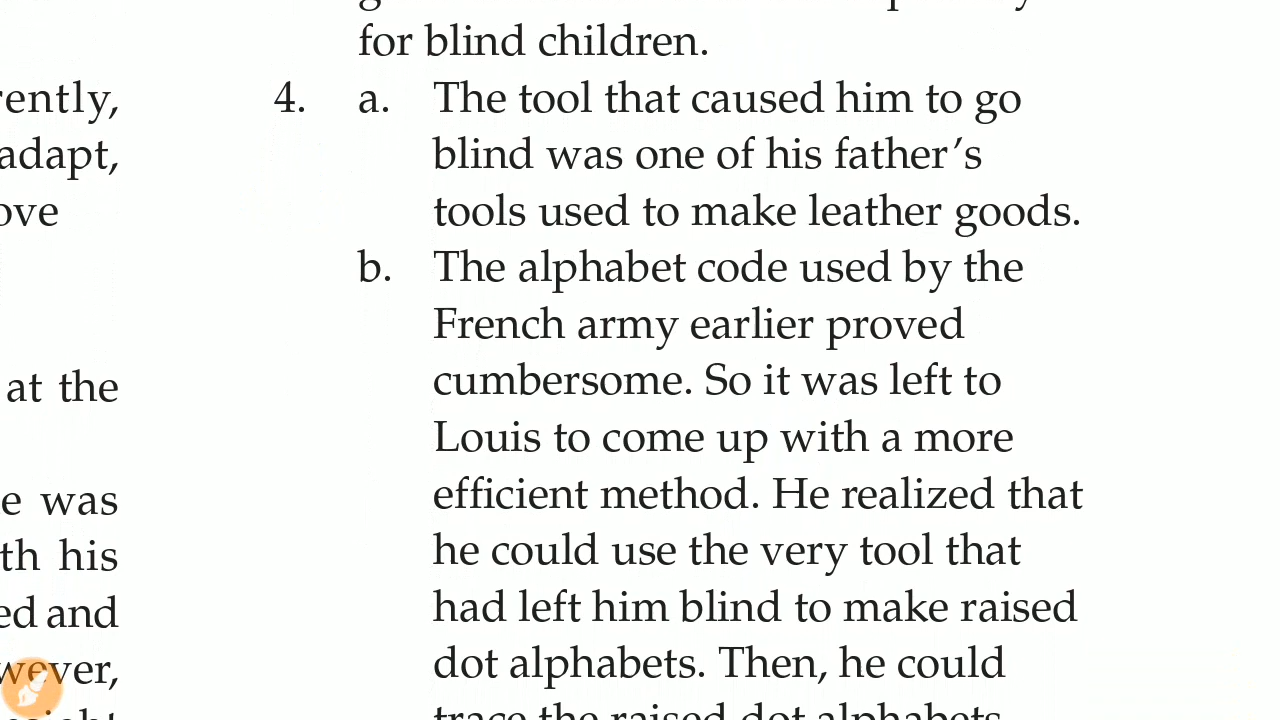 for blind children.
4. a. The tool that caused him to go
blind was one of his father's
tools used to make leather goods.
b. The alphabet code used by the
French army earlier proved
cumbersome. So it was left to
Louis to come up with a more
efficient method. He realized that
he could use the very tool that
had left him blind to make raised
dot alphabets. Then, he could
trace the raised dot alphabets
rently,
adapt,
ove
at the
e was
th his
ed and
wever,